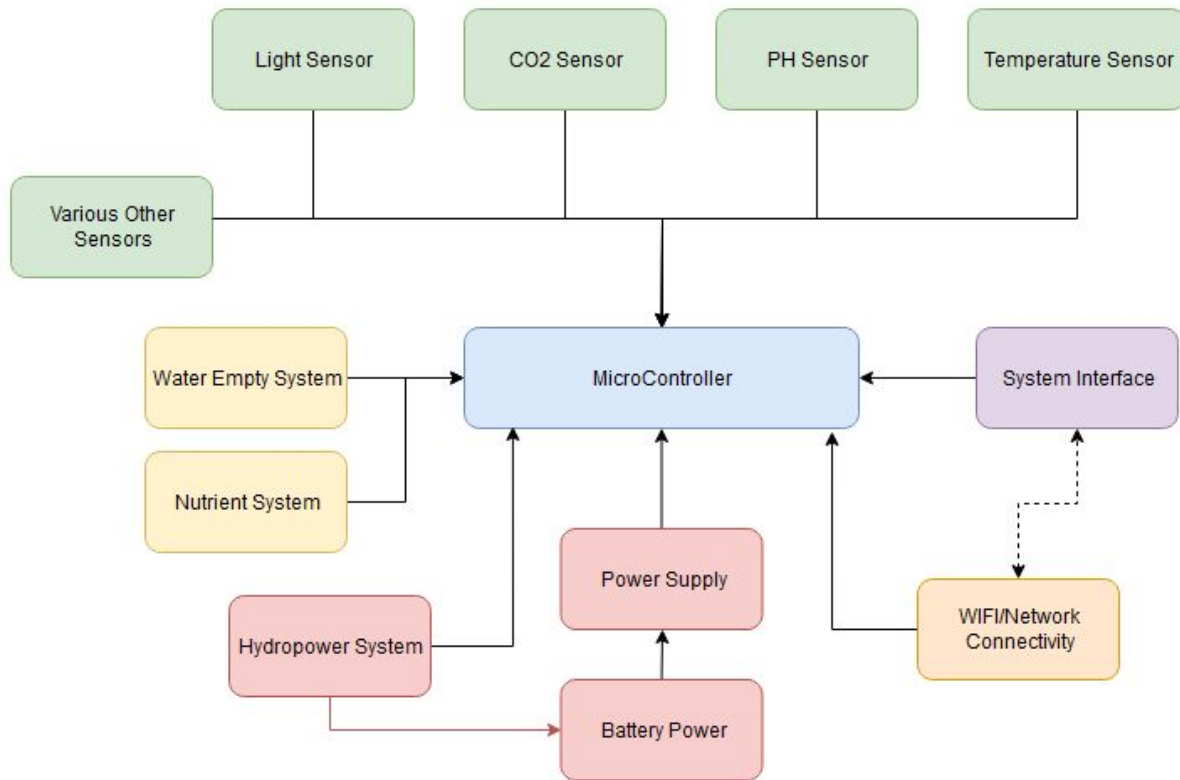 Light Sensor
CO2 Sensor
PH Sensor
Temperature Sensor
Various Other
Sensors
Water Empty System
MicroController
System Interface
Nutrient System
Power Supply
WIFI/Network
Connectivity
Hydropower System
Battery Power